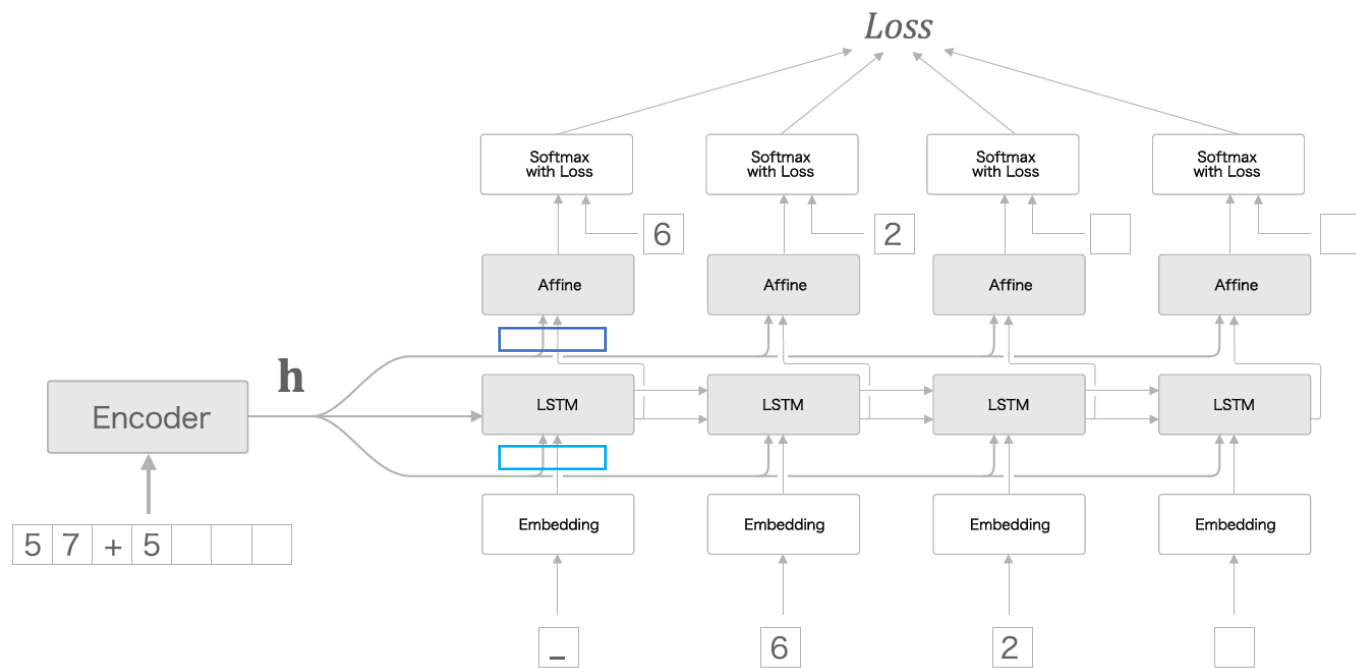 Loss
Softmax
with Loss
Softmax
with Loss
Softmax
with Loss
Softmax
with Loss
6
2
Affine
Affine
Affine
Affine
h
Encoder
LSTM
LSTM
LSTM
LSTM
5 7 + 5
Embedding
Embedding
Embedding
Embedding
_
6
2